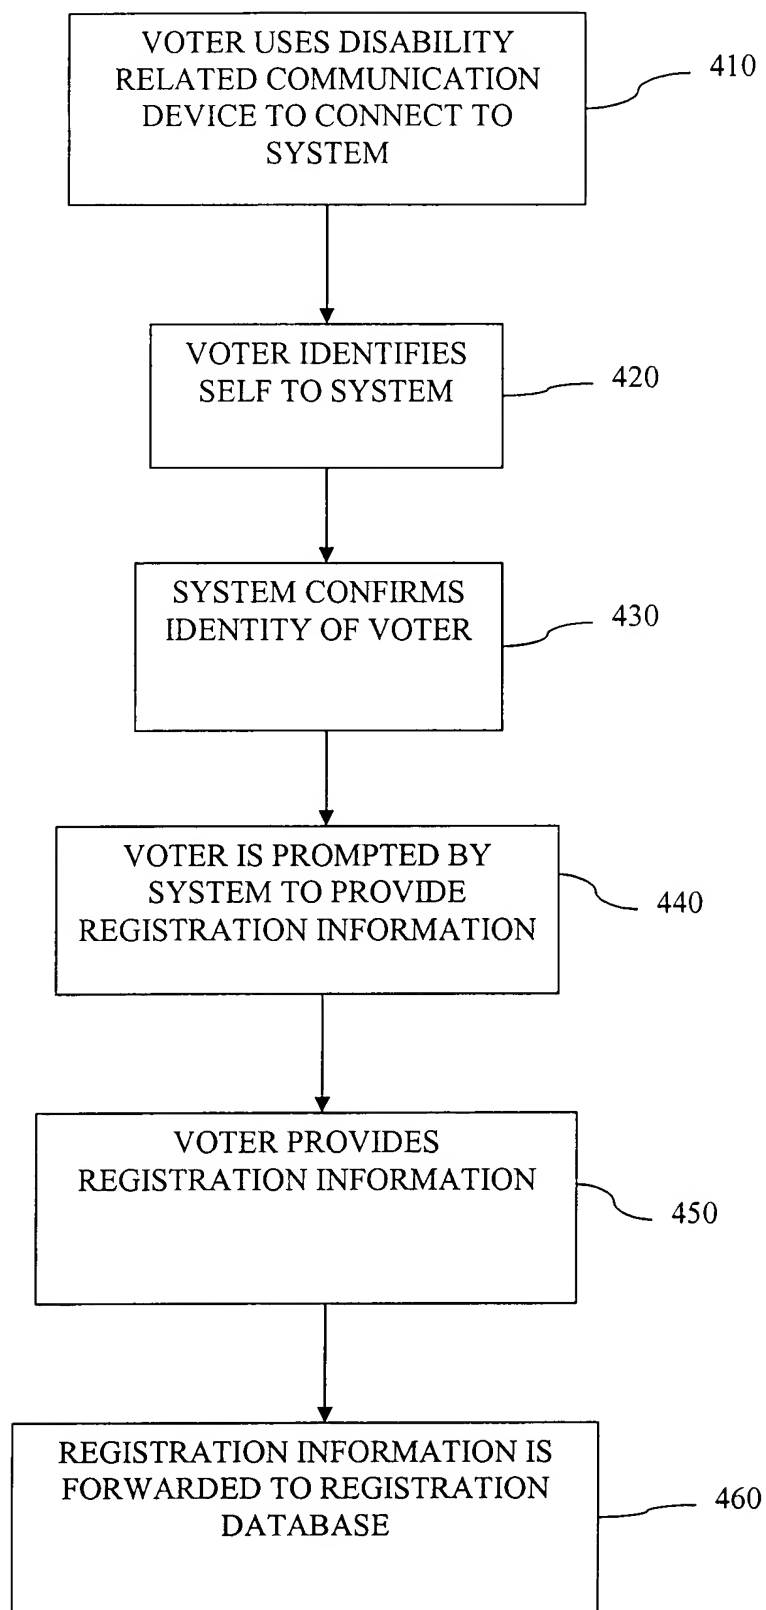 VOTER USES DISABILITY
RELATED COMMUNICATION
DEVICE TO CONNECT TO
SYSTEM
410
VOTER IDENTIFIES
SELF TO SYSTEM
420
SYSTEM CONFIRMS
IDENTITY OF VOTER
430
VOTER IS PROMPTED BY
SYSTEM TO PROVIDE
REGISTRATION INFORMATION
440
VOTER PROVIDES
REGISTRATION INFORMATION
450
REGISTRATION INFORMATION IS
FORWARDED TO REGISTRATION
DATABASE
460